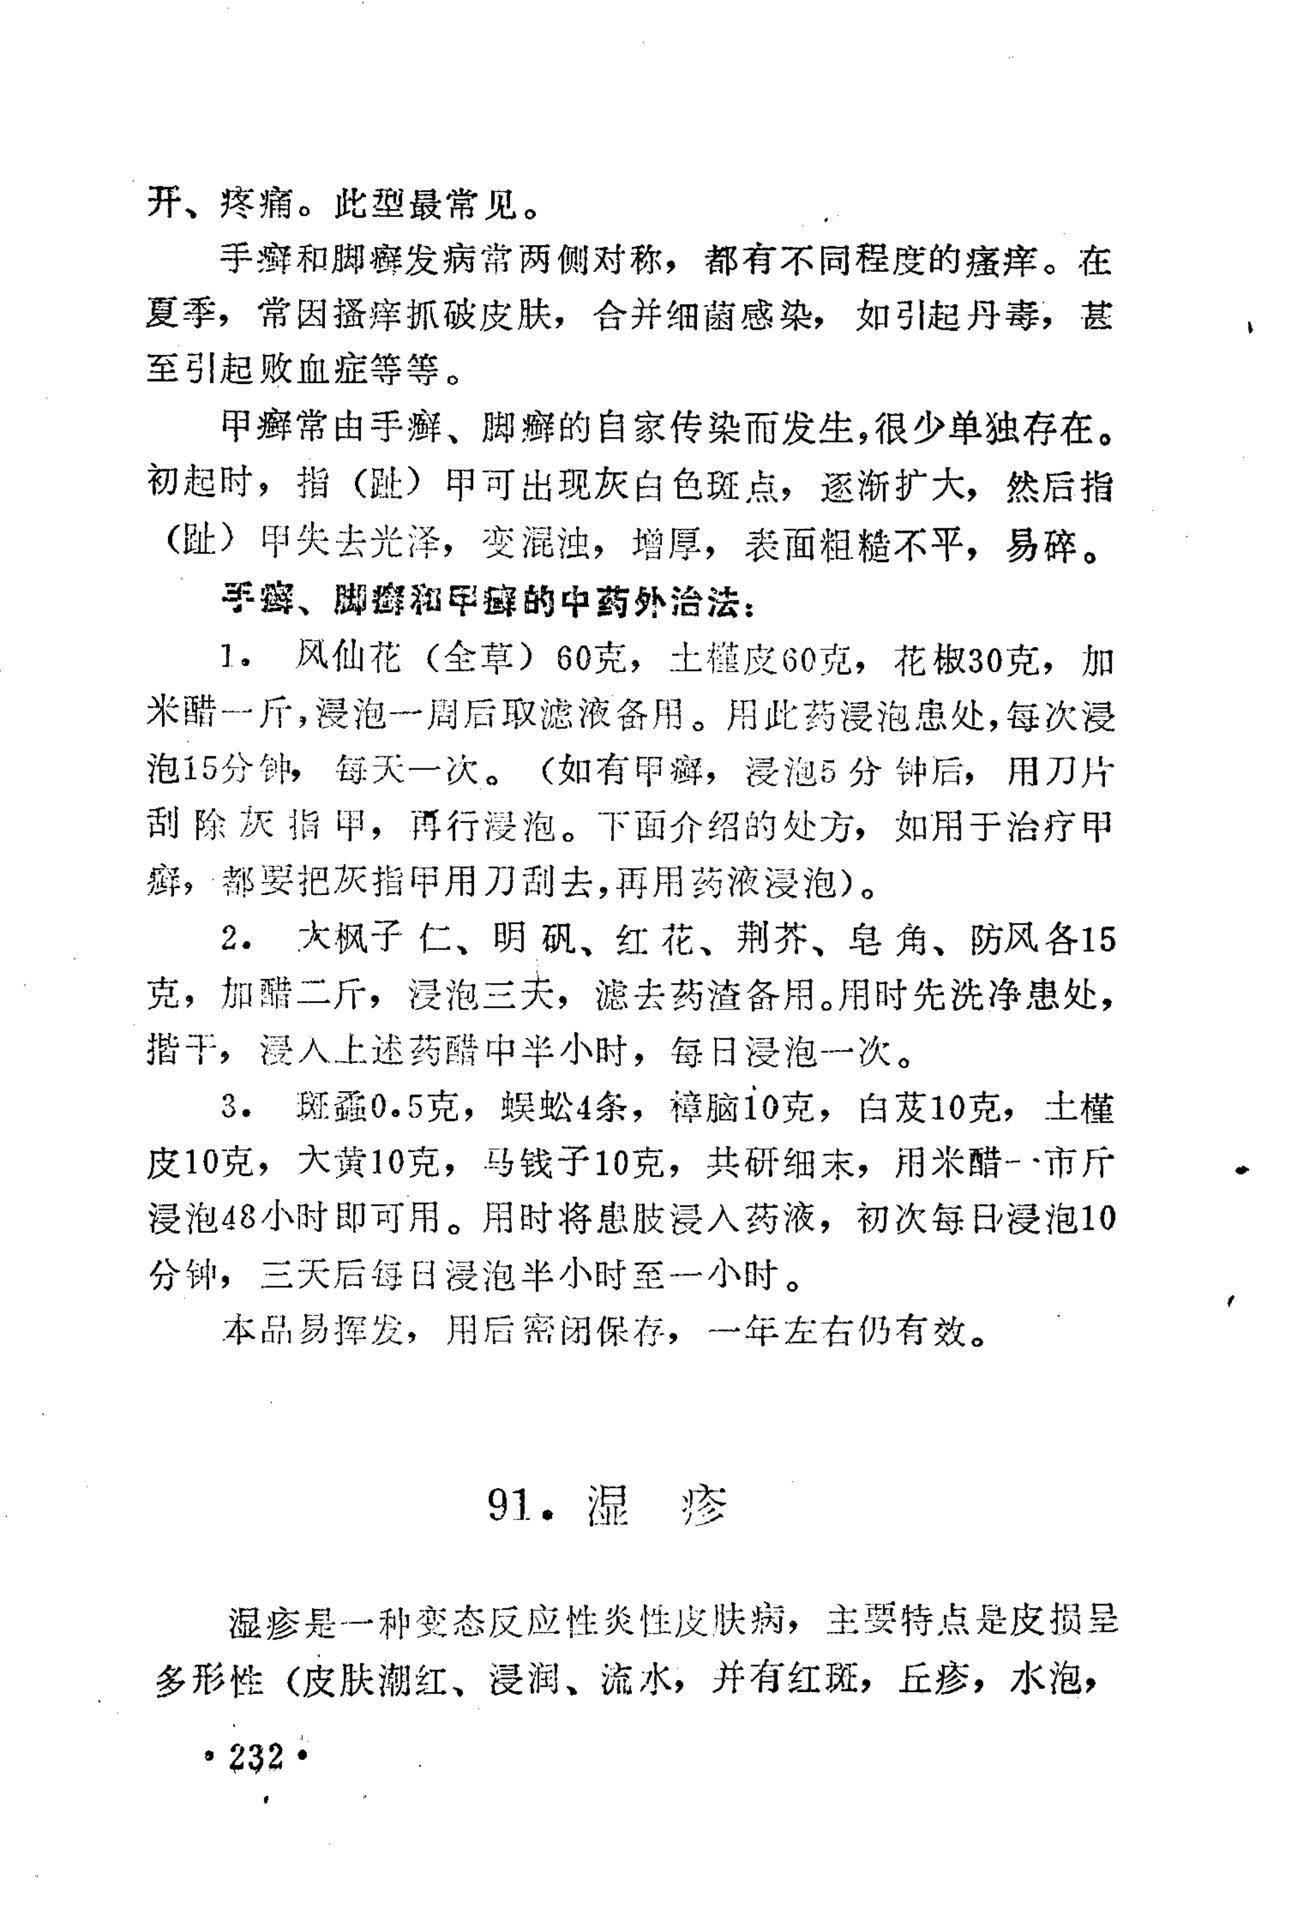 开、疼痛。此型最常见。
手癣和脚癣发病常两侧对称，都有不同程度的瘙痒。在
夏季，常因搔痒抓破皮肤，合并细菌感染，如引起丹毒，甚
至引起败血症等等。
甲癣常由手癣、脚癣的自家传染而发生，很少单独存在。
初起时，指（趾）甲可出现灰白色斑点，逐渐扩大，然后指
（趾）甲失去光泽，变混浊，增厚，表面粗糙不平，易碎。
手癣、脚癣和甲癣的中药外治法：
1. 风仙花（全草）60克，土槿皮60克，花椒30克，加
米醋一斤，浸泡一周后取滤液备用。用此药浸泡患处，每次浸
泡15分钟，每天一次。（如有甲癣，浸泡5分钟后，用刀片
刮除灰指甲，再行浸泡。下面介绍的处方，如用于治疗甲
癣，都要把灰指甲用刀刮去，再用药液浸泡）。
2. 大枫子仁、明矾、红花、荆芥、皂角、防风各15
克，加醋二斤，浸泡三天，滤去药渣备用。用时先洗净患处，
揩干，浸入上述药醋中半小时，每日浸泡一次。
3. 斑蝥0.5克，蜈蚣4条，樟脑10克，白芨10克，土槿
皮10克，大黄10克，马钱子10克，共研细末，用米醋一市斤
浸泡48小时即可用。用时将患肢浸入药液，初次每日浸泡10
分钟，三天后每日浸泡半小时至一小时。
本品易挥发，用后密闭保存，一年左右仍有效。
91. 湿疹
湿疹是一种变态反应性炎性皮肤病，主要特点是皮损呈
多形性（皮肤潮红、浸润、流水，并有红斑，丘疹，水泡，
·232·